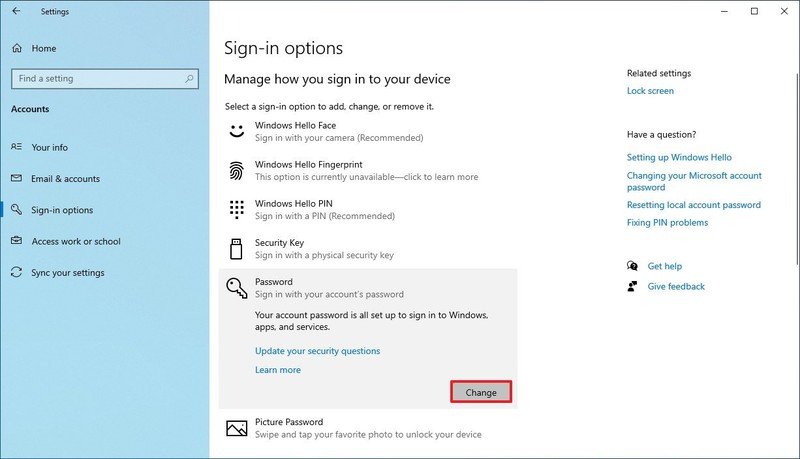 Settings
Home
Find a setting
Accounts
Your info
Email & accounts
Sign-in options
Access work or school
Sync your settings
Sign-in options
Manage how you sign in to your device
Select a sign-in option to add, change, or remove it.
Windows Hello Face
Sign in with your camera (Recommended)
Windows Hello Fingerprint
This option is currently unavailable—click to learn more
Windows Hello PIN
Sign in with a PIN (Recommended)
Security Key
Sign in with a physical security key
Password
Sign in with your account's password
Your account password is all set up to sign in to Windows,
apps, and services.
Update your security questions
Learn more
Change
Picture Password
Swipe and tap your favorite photo to unlock your device
Related settings
Lock screen
Have a question?
Setting up Windows Hello
Changing your Microsoft account
password
Resetting local account password
Fixing PIN problems
Get help
Give feedback